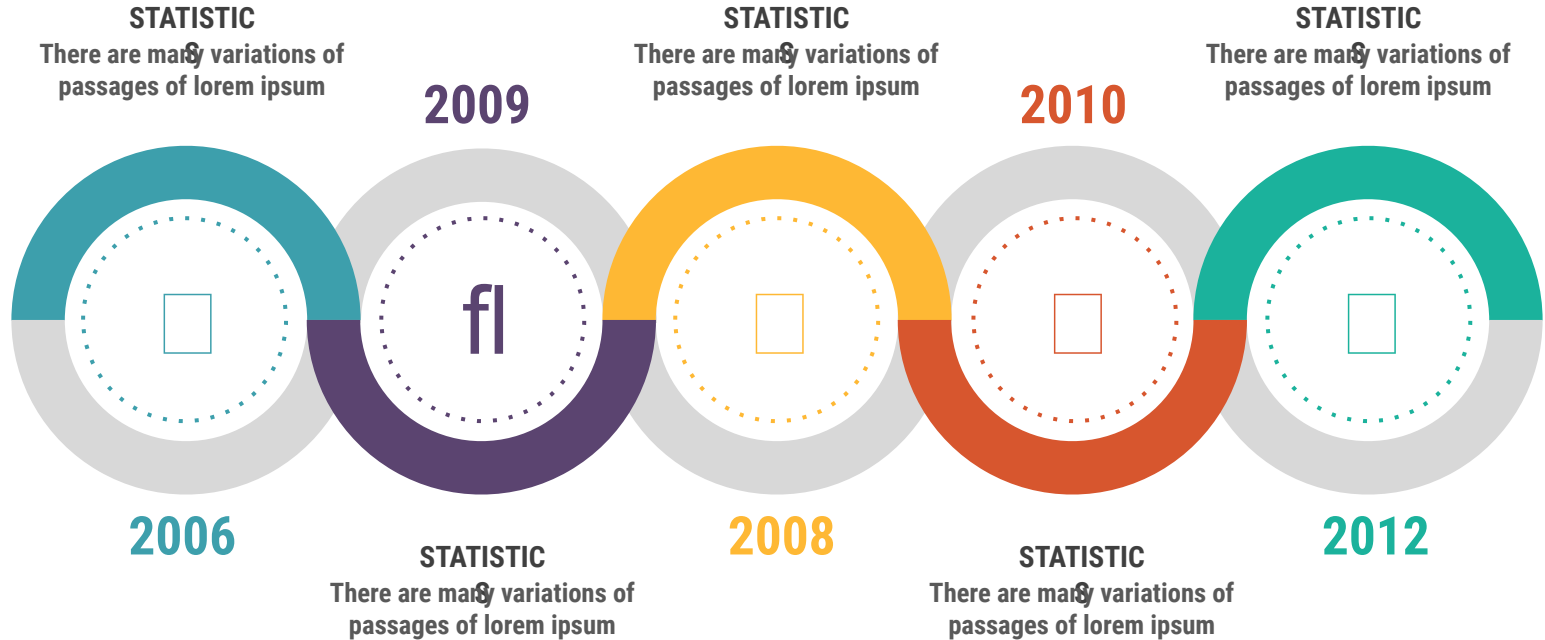 STATISTIC
S
There are many variations of
passages of lorem ipsum
STATISTIC
S
There are many variations of
passages of lorem ipsum
STATISTIC
S
There are many variations of
passages of lorem ipsum
2009
2010
fl
2006
2008
2012
STATISTIC
S
There are many variations of
passages of lorem ipsum
STATISTIC
S
There are many variations of
passages of lorem ipsum